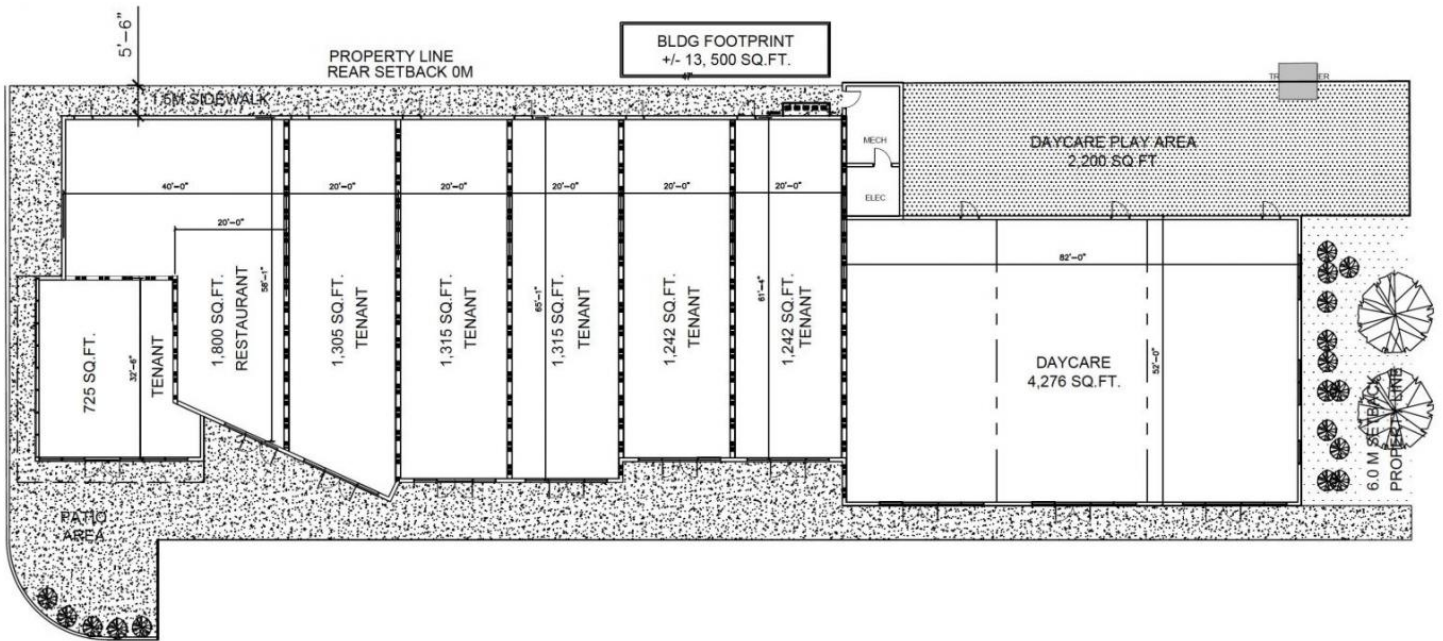 5'-6"
PROPERTY LINE
REAR SETBACK 0M
BLDG FOOTPRINT
+/- 13, 500 SQ.FT.
47'
1.5M SIDEWALK
MECH
ELEC
DAYCARE PLAY AREA
2,200 SQ FT
40'-0"
20'-0"
20'-0"
20'-0"
20'-0"
20'-0"
20'-0"
82'-0"
725 SQ.FT.
32'-6"
TENANT
1,800 SQ.FT.
RESTAURANT
58'-1"
1,305 SQ.FT.
TENANT
1,315 SQ.FT.
TENANT
65'-1"
1,315 SQ.FT.
TENANT
1,242 SQ.FT.
TENANT
61'-4"
1,242 SQ.FT.
TENANT
DAYCARE
4,276 SQ.FT.
52'-0"
6.0 M SETBACK
PROPERTY LINE
PATIO
AREA